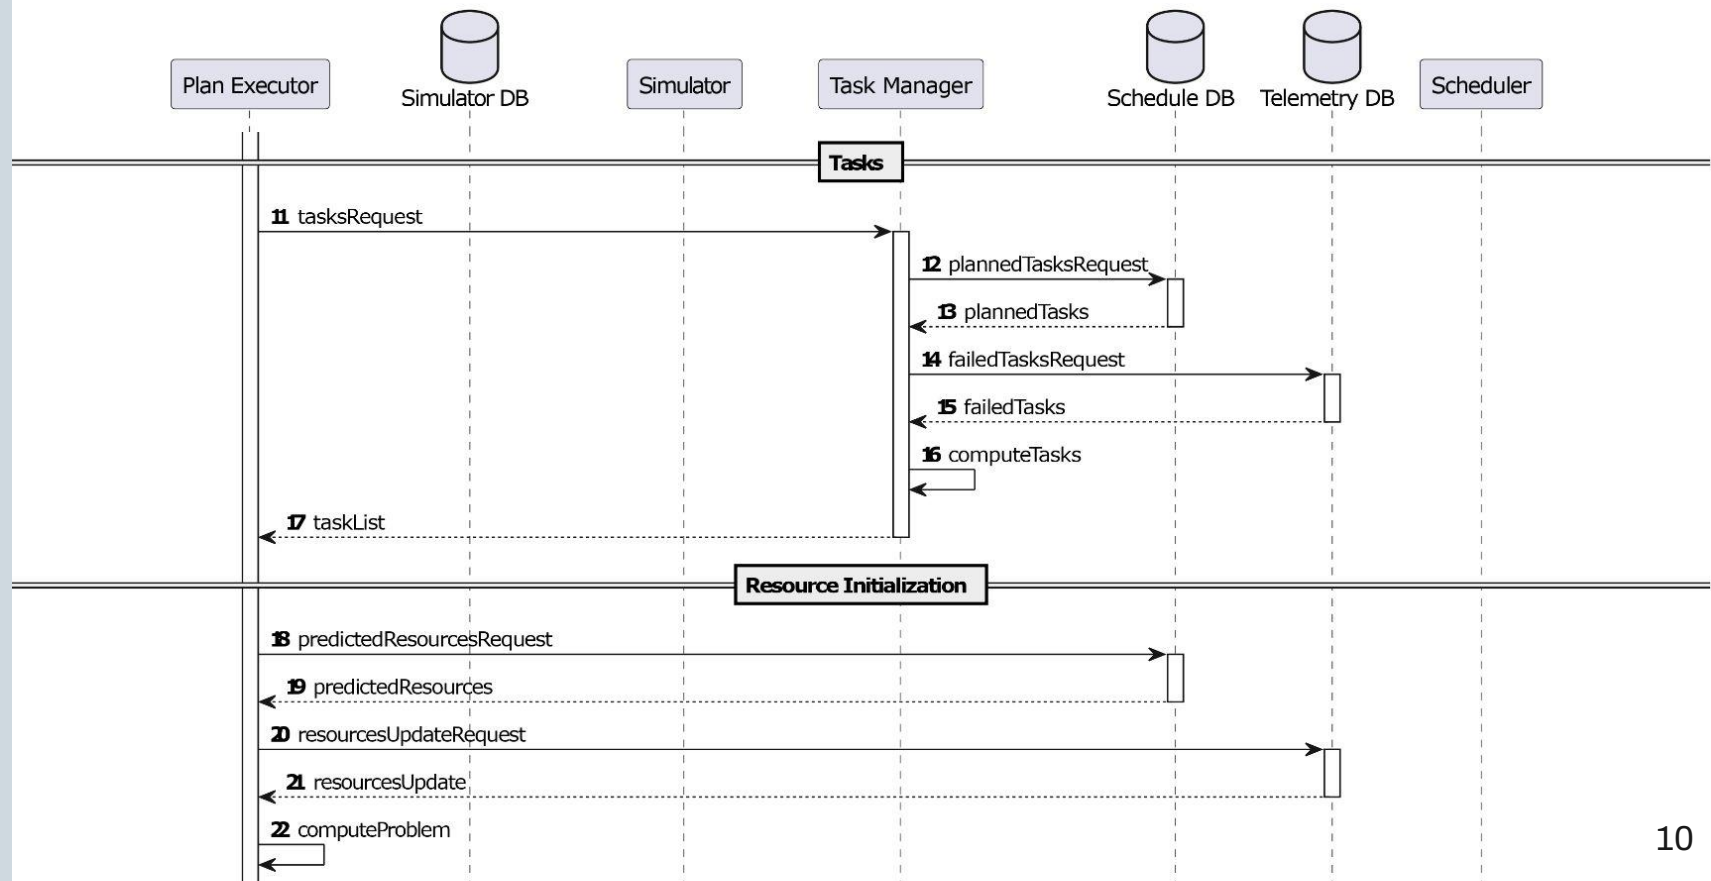 Plan Executor
Simulator DB
Simulator
Task Manager
Schedule DB
Telemetry DB
Scheduler
Tasks
11 tasksRequest
12 plannedTasksRequest
13 plannedTasks
14 failedTasksRequest
15 failedTasks
16 computeTasks
17 taskList
Resource Initialization
18 predictedResourcesRequest
19 predictedResources
20 resourcesUpdateRequest
21 resourcesUpdate
22 computeProblem
10